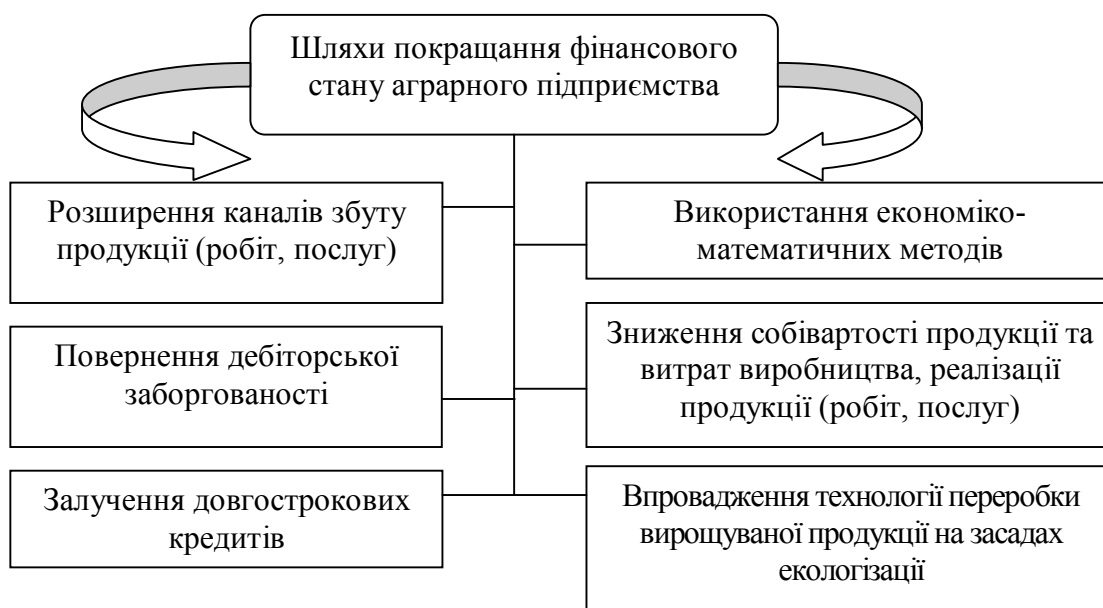 Шляхи покращання фінансового
стану аграрного підприємства
Розширення каналів збуту
продукції (робіт, послуг)
Повернення дебіторської
заборгованості
Залучення довгострокових
кредитів
Використання економіко-
математичних методів
Зниження собівартості продукції та
витрат виробництва, реалізації
продукції (робіт, послуг)
Впровадження технології переробки
вирощуваної продукції на засадах
екологізації